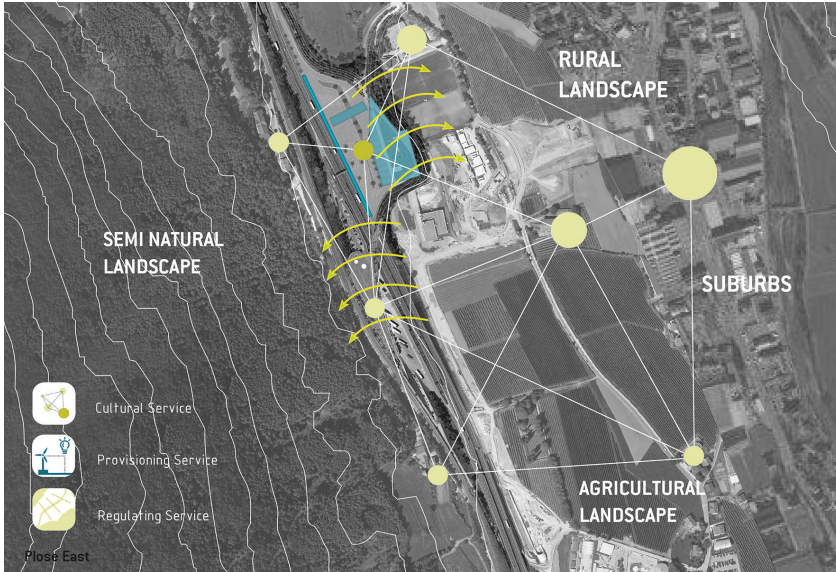 RURAL
LANDSCAPE
SEMI NATURAL
LANDSCAPE
SUBURBS
Cultural Service
Provisioning Service
Regulating Service
AGRICULTURAL
LANDSCAPE
Plose East